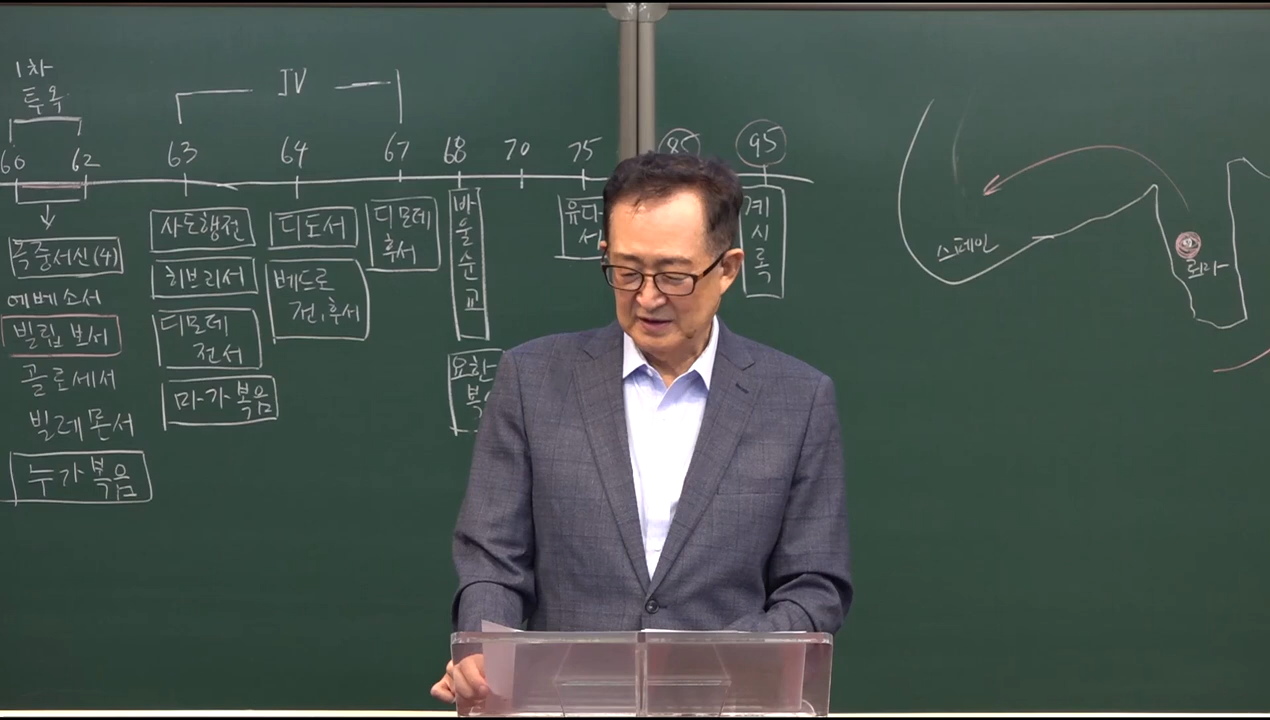 1차
투옥
IV
60 62 63 64 67 68 70 75 85 95
옥중서신(4)
에베소서
빌립보서
골로세서
빌레몬서
누가복음
사도행전
히브리서
디모데
전서
마가복음
디도서
베드로
전,후서
디모데
후서
바
울
순
교
요한
복
유다
서
계
시
록
스페인
로마